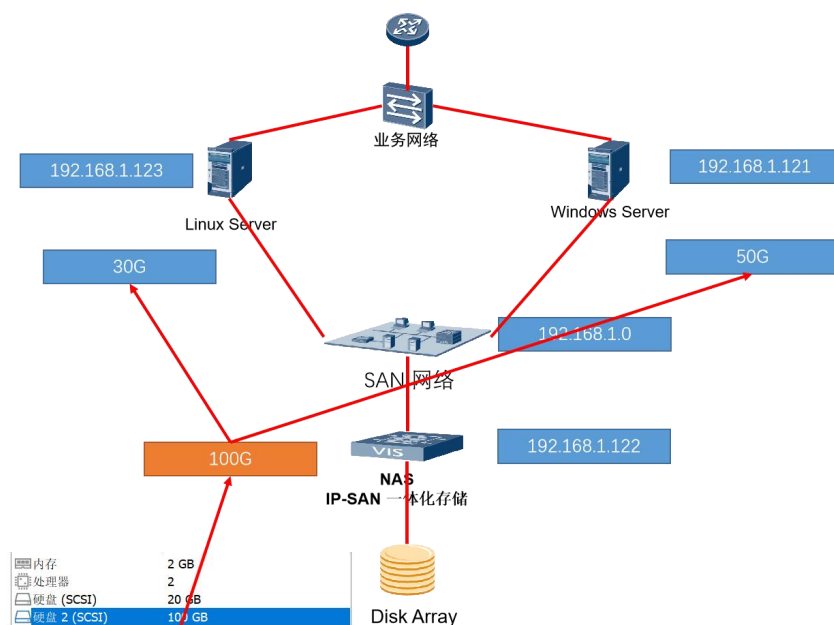 业务网络
192.168.1.123
192.168.1.121
Linux Server
Windows Server
30G
50G
192.168.1.0
SAN 网络
100G
VIS
192.168.1.122
NAS
IP-SAN 一体化存储
内存 2 GB
处理器 2
硬盘 (SCSI) 20 GB
硬盘 2 (SCSI) 100 GB
Disk Array